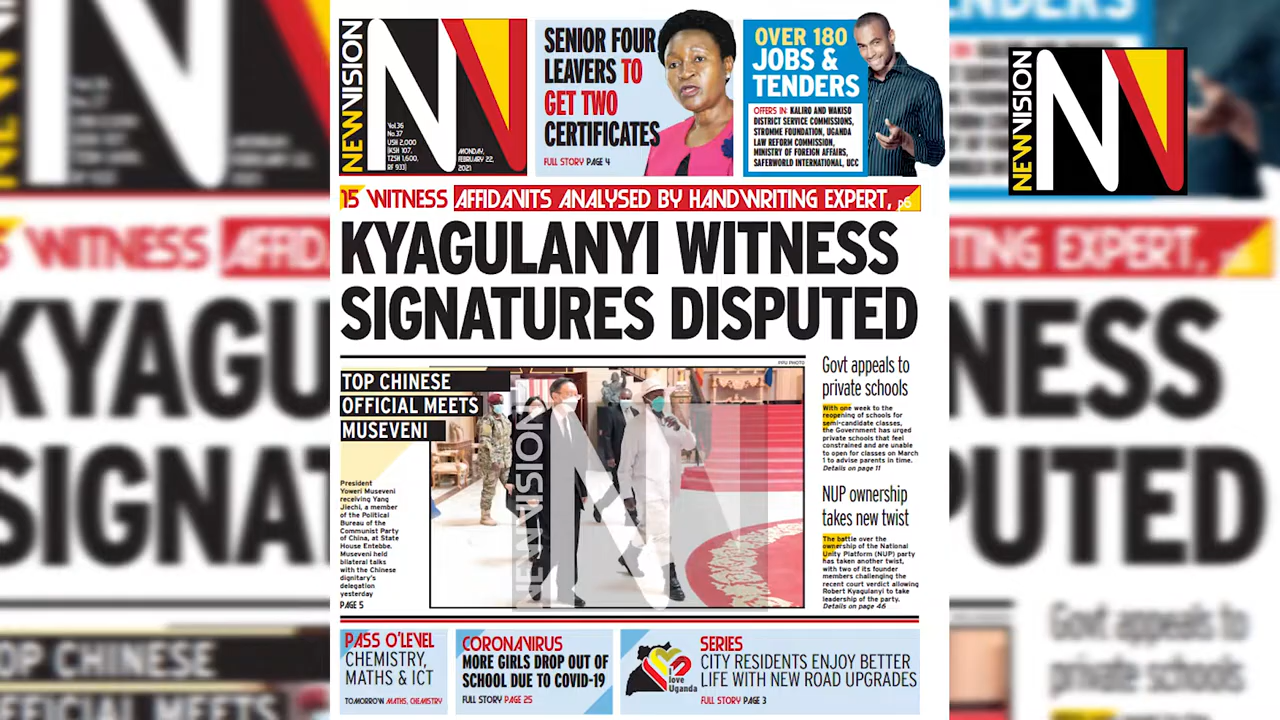 NEW VISION
Vol.36
No.37
USH 2,000
(KSH 107,
TZSH 1,600,
RF 933)
MONDAY,
FEBRUARY 22,
2021
SENIOR FOUR
LEAVERS TO
GET TWO
CERTIFICATES
FULL STORY PAGE 4
OVER 180
JOBS &
TENDERS
OFFERS IN: KALIRO AND WAKISO
DISTRICT SERVICE COMMISSIONS,
STROMME FOUNDATION, UGANDA
LAW REFORM COMMISSION,
MINISTRY OF FOREIGN AFFAIRS,
SAFERWORLD INTERNATIONAL, UCC
NEW VISION
15 WITNESS AFFIDAVITS ANALYSED BY HANDWRITING EXPERT, p6
KYAGULANYI WITNESS
SIGNATURES DISPUTED
PPU PHOTO
TOP CHINESE
OFFICIAL MEETS
MUSEVENI
President
Yoweri Museveni
receiving Yang
Jiechi, a member
of the Political
Bureau of the
Communist Party
of China, at State
House Entebbe.
Museveni held
bilateral talks
with the Chinese
dignitary's
delegation
yesterday
PAGE 5
NEW VISION
Govt appeals to
private schools
With one week to the
reopening of schools for
semi-candidate classes,
the Government has urged
private schools that feel
constrained and are unable
to open for classes on March
1 to advise parents in time.
Details on page 11
NUP ownership
takes new twist
The battle over the
ownership of the National
Unity Platform (NUP) party
has taken another twist,
with two of its founder
members challenging the
recent court verdict allowing
Robert Kyagulanyi to take
leadership of the party.
Details on page 46
PASS O'LEVEL
CHEMISTRY,
MATHS & ICT
TOMORROW MATHS, CHEMISTRY
CORONAVIRUS
MORE GIRLS DROP OUT OF
SCHOOL DUE TO COVID-19
FULL STORY PAGE 25
I
love
Uganda
SERIES
CITY RESIDENTS ENJOY BETTER
LIFE WITH NEW ROAD UPGRADES
FULL STORY PAGE 3